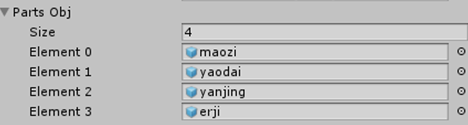 Parts Obj
Size 4
Element 0 maozi
Element 1 yaodai
Element 2 yanjing
Element 3 erji